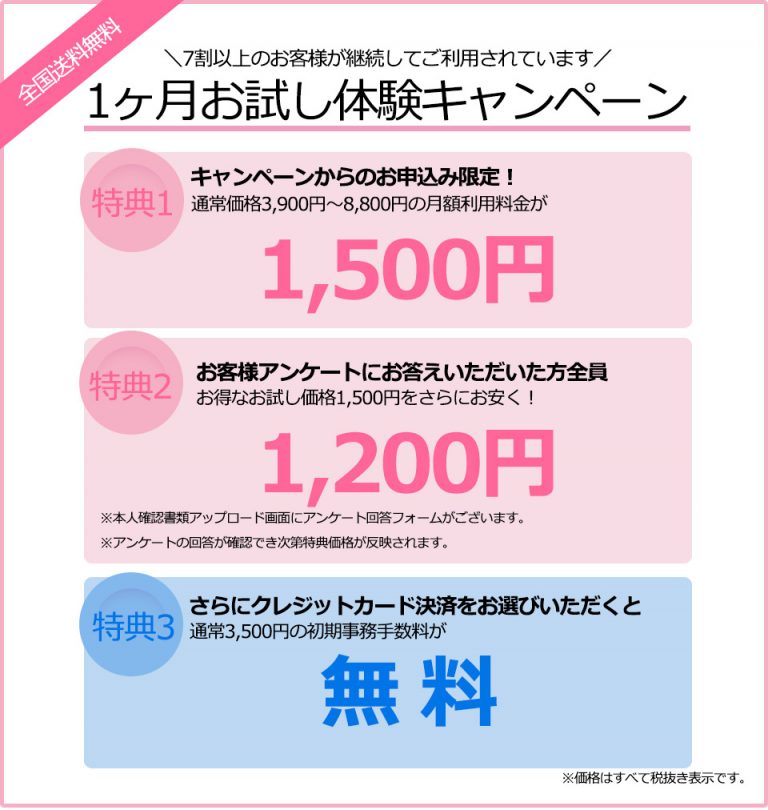 全国送料無料
＼7割以上のお客様が継続してご利用されています／
1ヶ月お試し体験キャンペーン
特典1
キャンペーンからのお申込み限定！
通常価格3,900円～8,800円の月額利用料金が
1,500円
特典2
お客様アンケートにお答えいただいた方全員
お得なお試し価格1,500円をさらにお安く！
1,200円
※本人確認書類アップロード画面にアンケート回答フォームがございます。
※アンケートの回答が確認でき次第特典価格が反映されます。
特典3
さらにクレジットカード決済をお選びいただくと
通常3,500円の初期事務手数料が
無料
※価格はすべて税抜き表示です。